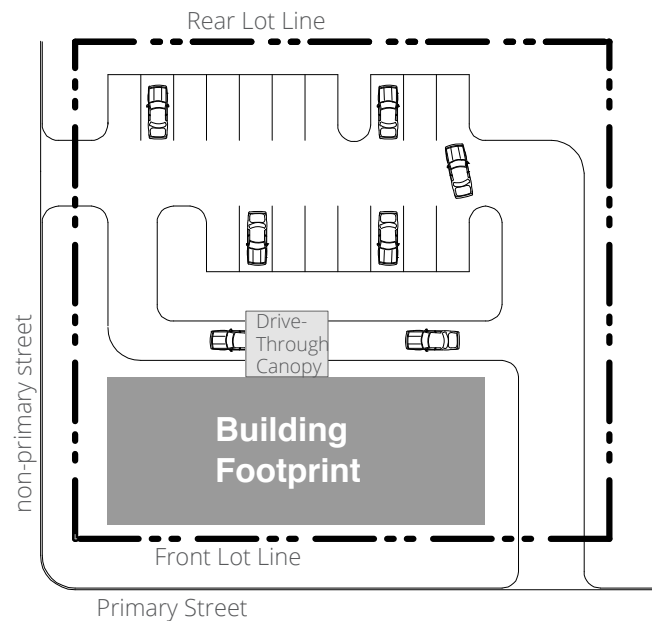 Rear Lot Line
non-primary street
Drive-
Through
Canopy
Building
Footprint
Front Lot Line
Primary Street